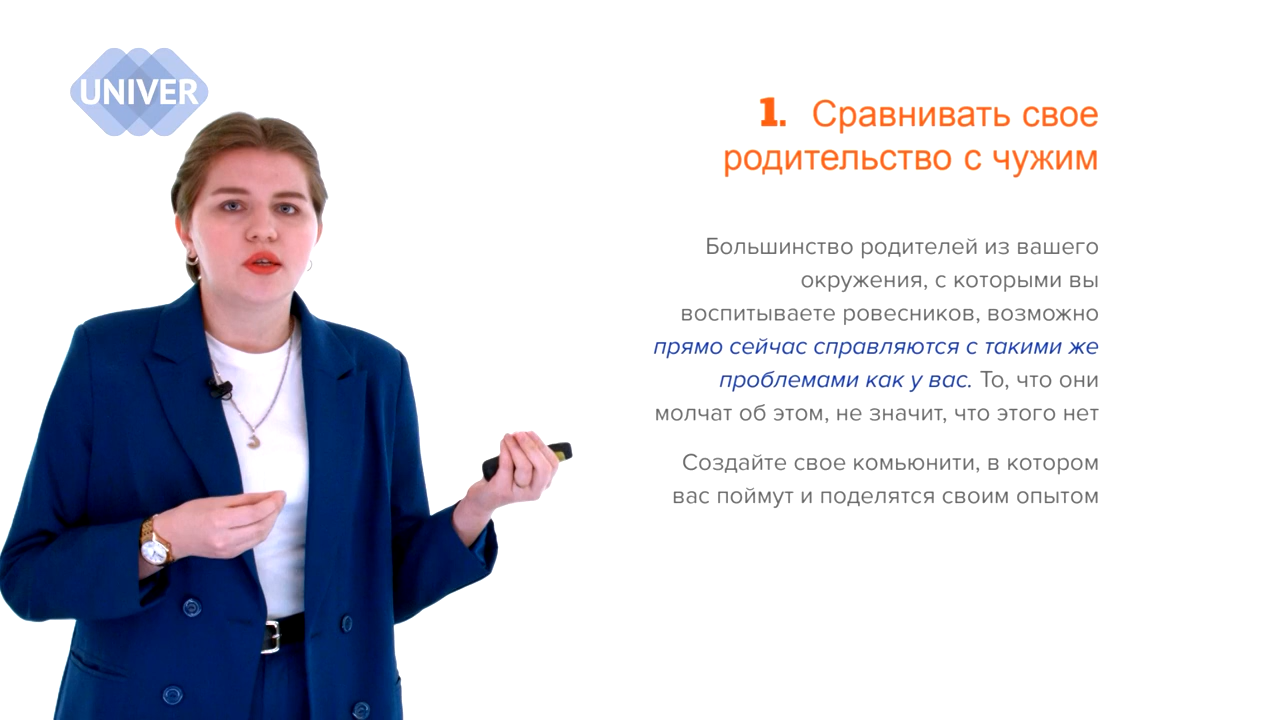 UNIVER
1. Сравнивать свое
родительство с чужим
Большинство родителей из вашего
окружения, с которыми вы
воспитываете ровесников, возможно
прямо сейчас справляются с такими же
проблемами как у вас. То, что они
молчат об этом, не значит, что этого нет
Создайте свое комьюнити, в котором
вас поймут и поделятся своим опытом